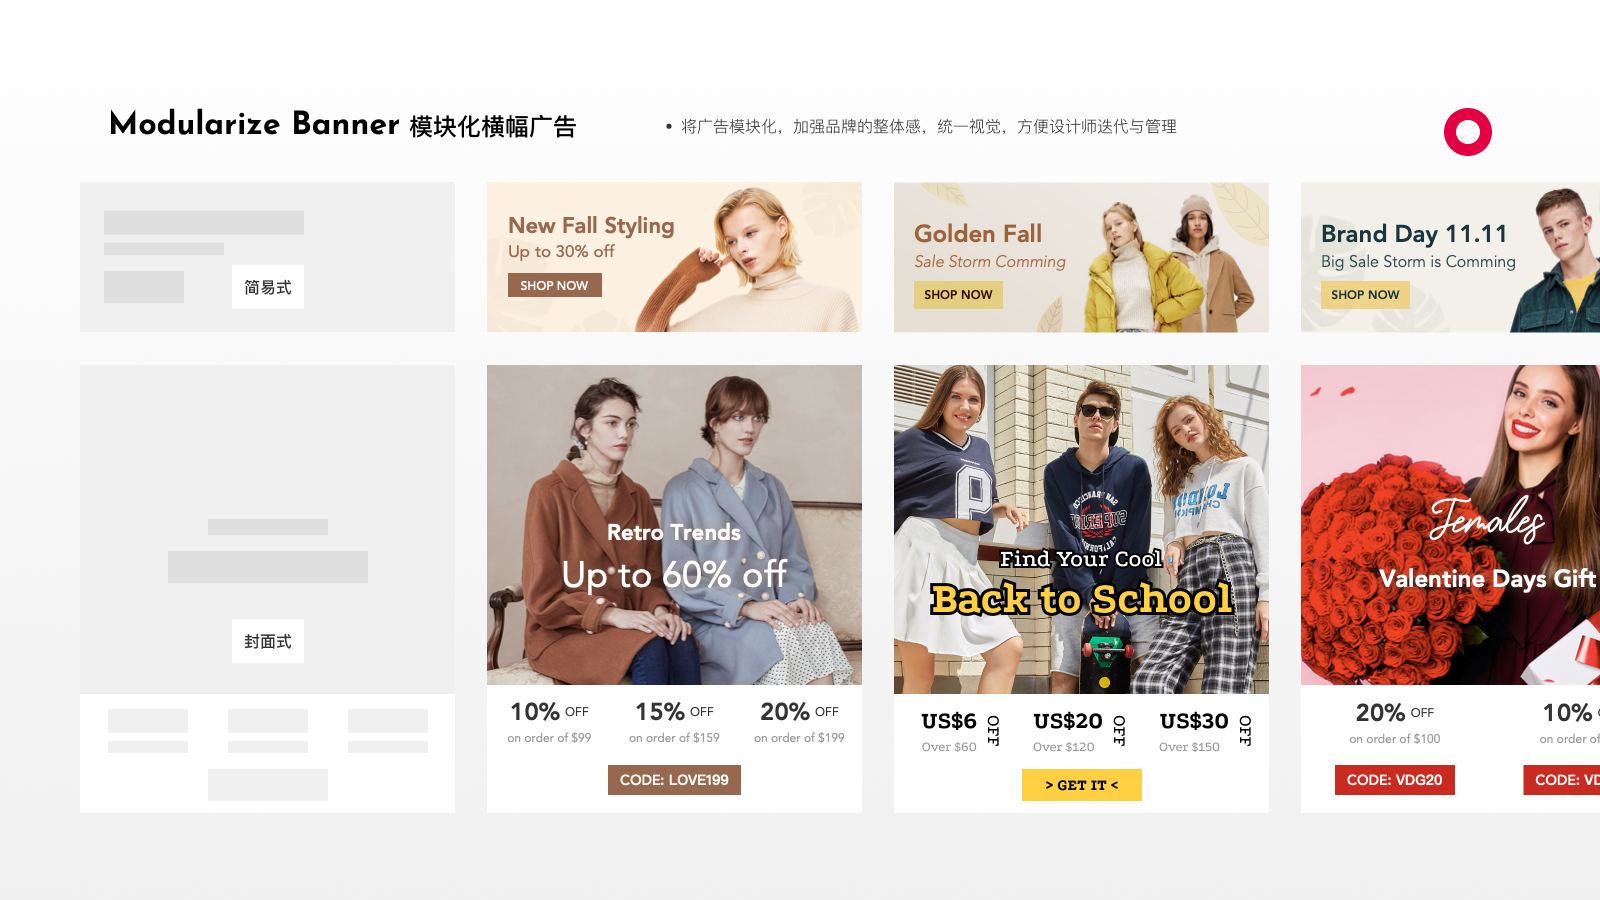 Modularize Banner 模块化横幅广告
• 将广告模块化，加强品牌的整体感，统一视觉，方便设计师迭代与管理
简易式
New Fall Styling
Up to 30% off
SHOP NOW
Golden Fall
Sale Storm Comming
SHOP NOW
Brand Day 11.11
Big Sale Storm is Comming
SHOP NOW
封面式
Retro Trends
Up to 60% off
10% OFF
on order of $99
15% OFF
on order of $159
20% OFF
on order of $199
CODE: LOVE199
Find Your Cool
Back to School
US$6 OFF
Over $60
US$20 OFF
Over $120
US$30 OFF
Over $150
> GET IT <
Females
Valentine Days Gift
20% OFF
on order of $100
CODE: VDG20
10%
on order of
CODE: